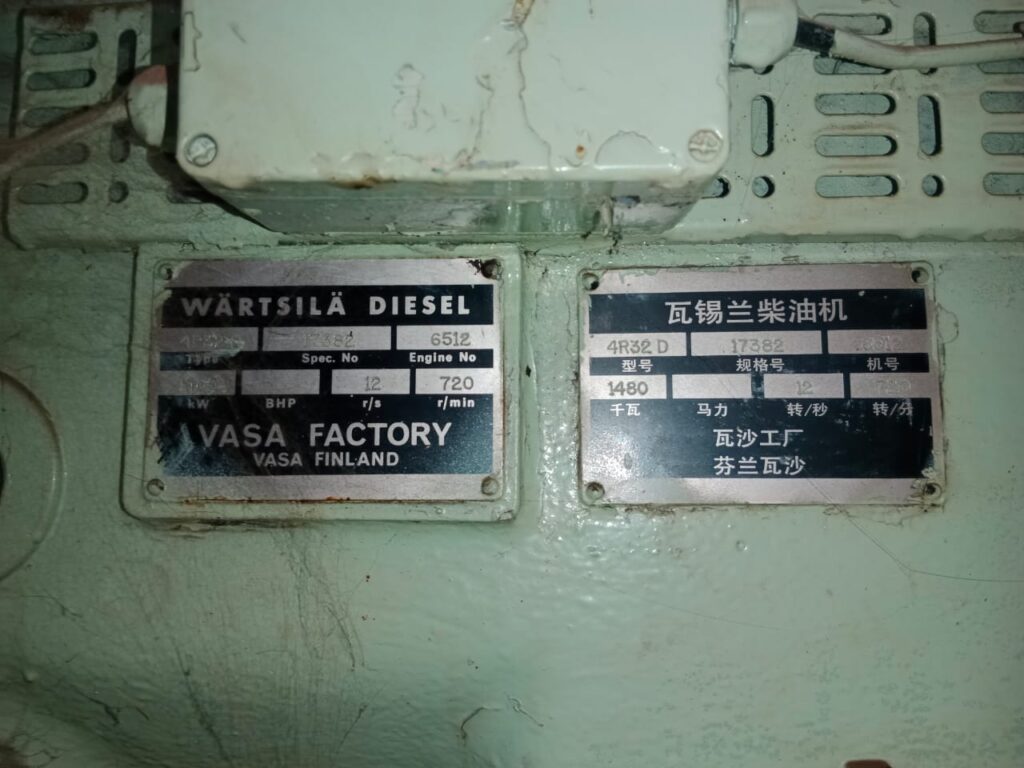 WÄRTSILÄ DIESEL
17382 6512
Type Spec. No Engine No
12 720
kW BHP r/s r/min
VASA FACTORY
VASA FINLAND
瓦锡兰柴油机
4R32 D 17382
型号 规格号 机号
1480 12
千瓦 马力 转/秒 转/分
瓦沙工厂
芬兰瓦沙